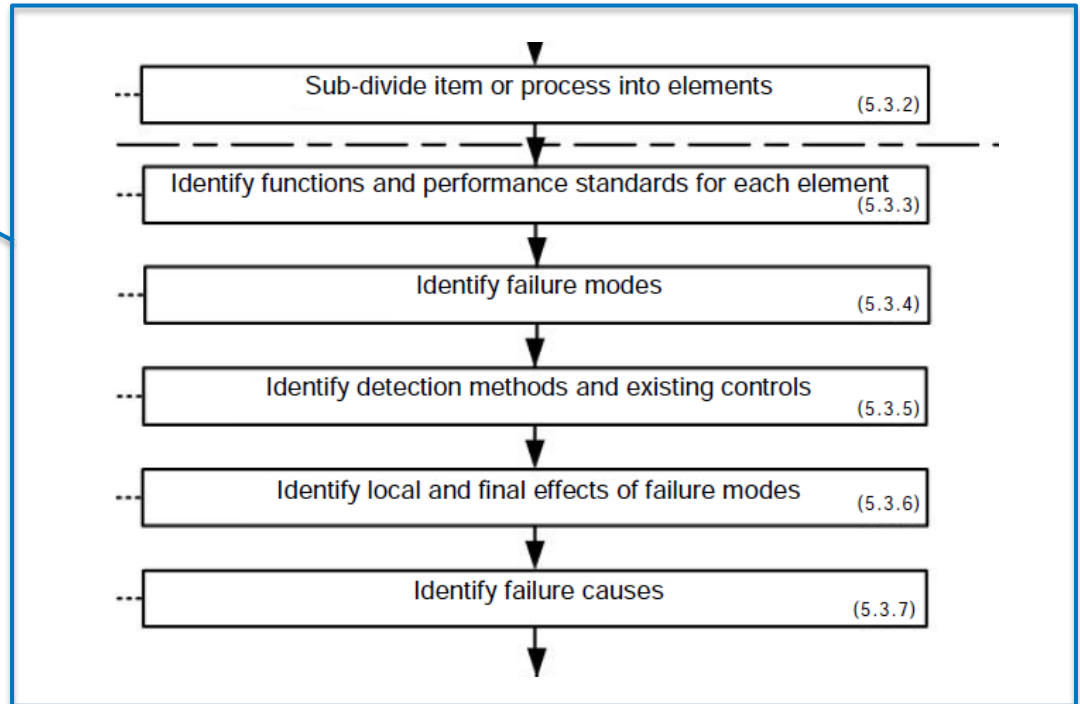 Sub-divide item or process into elements
(5.3.2)
Identify functions and performance standards for each element
(5.3.3)
Identify failure modes
(5.3.4)
Identify detection methods and existing controls
(5.3.5)
Identify local and final effects of failure modes
(5.3.6)
Identify failure causes
(5.3.7)